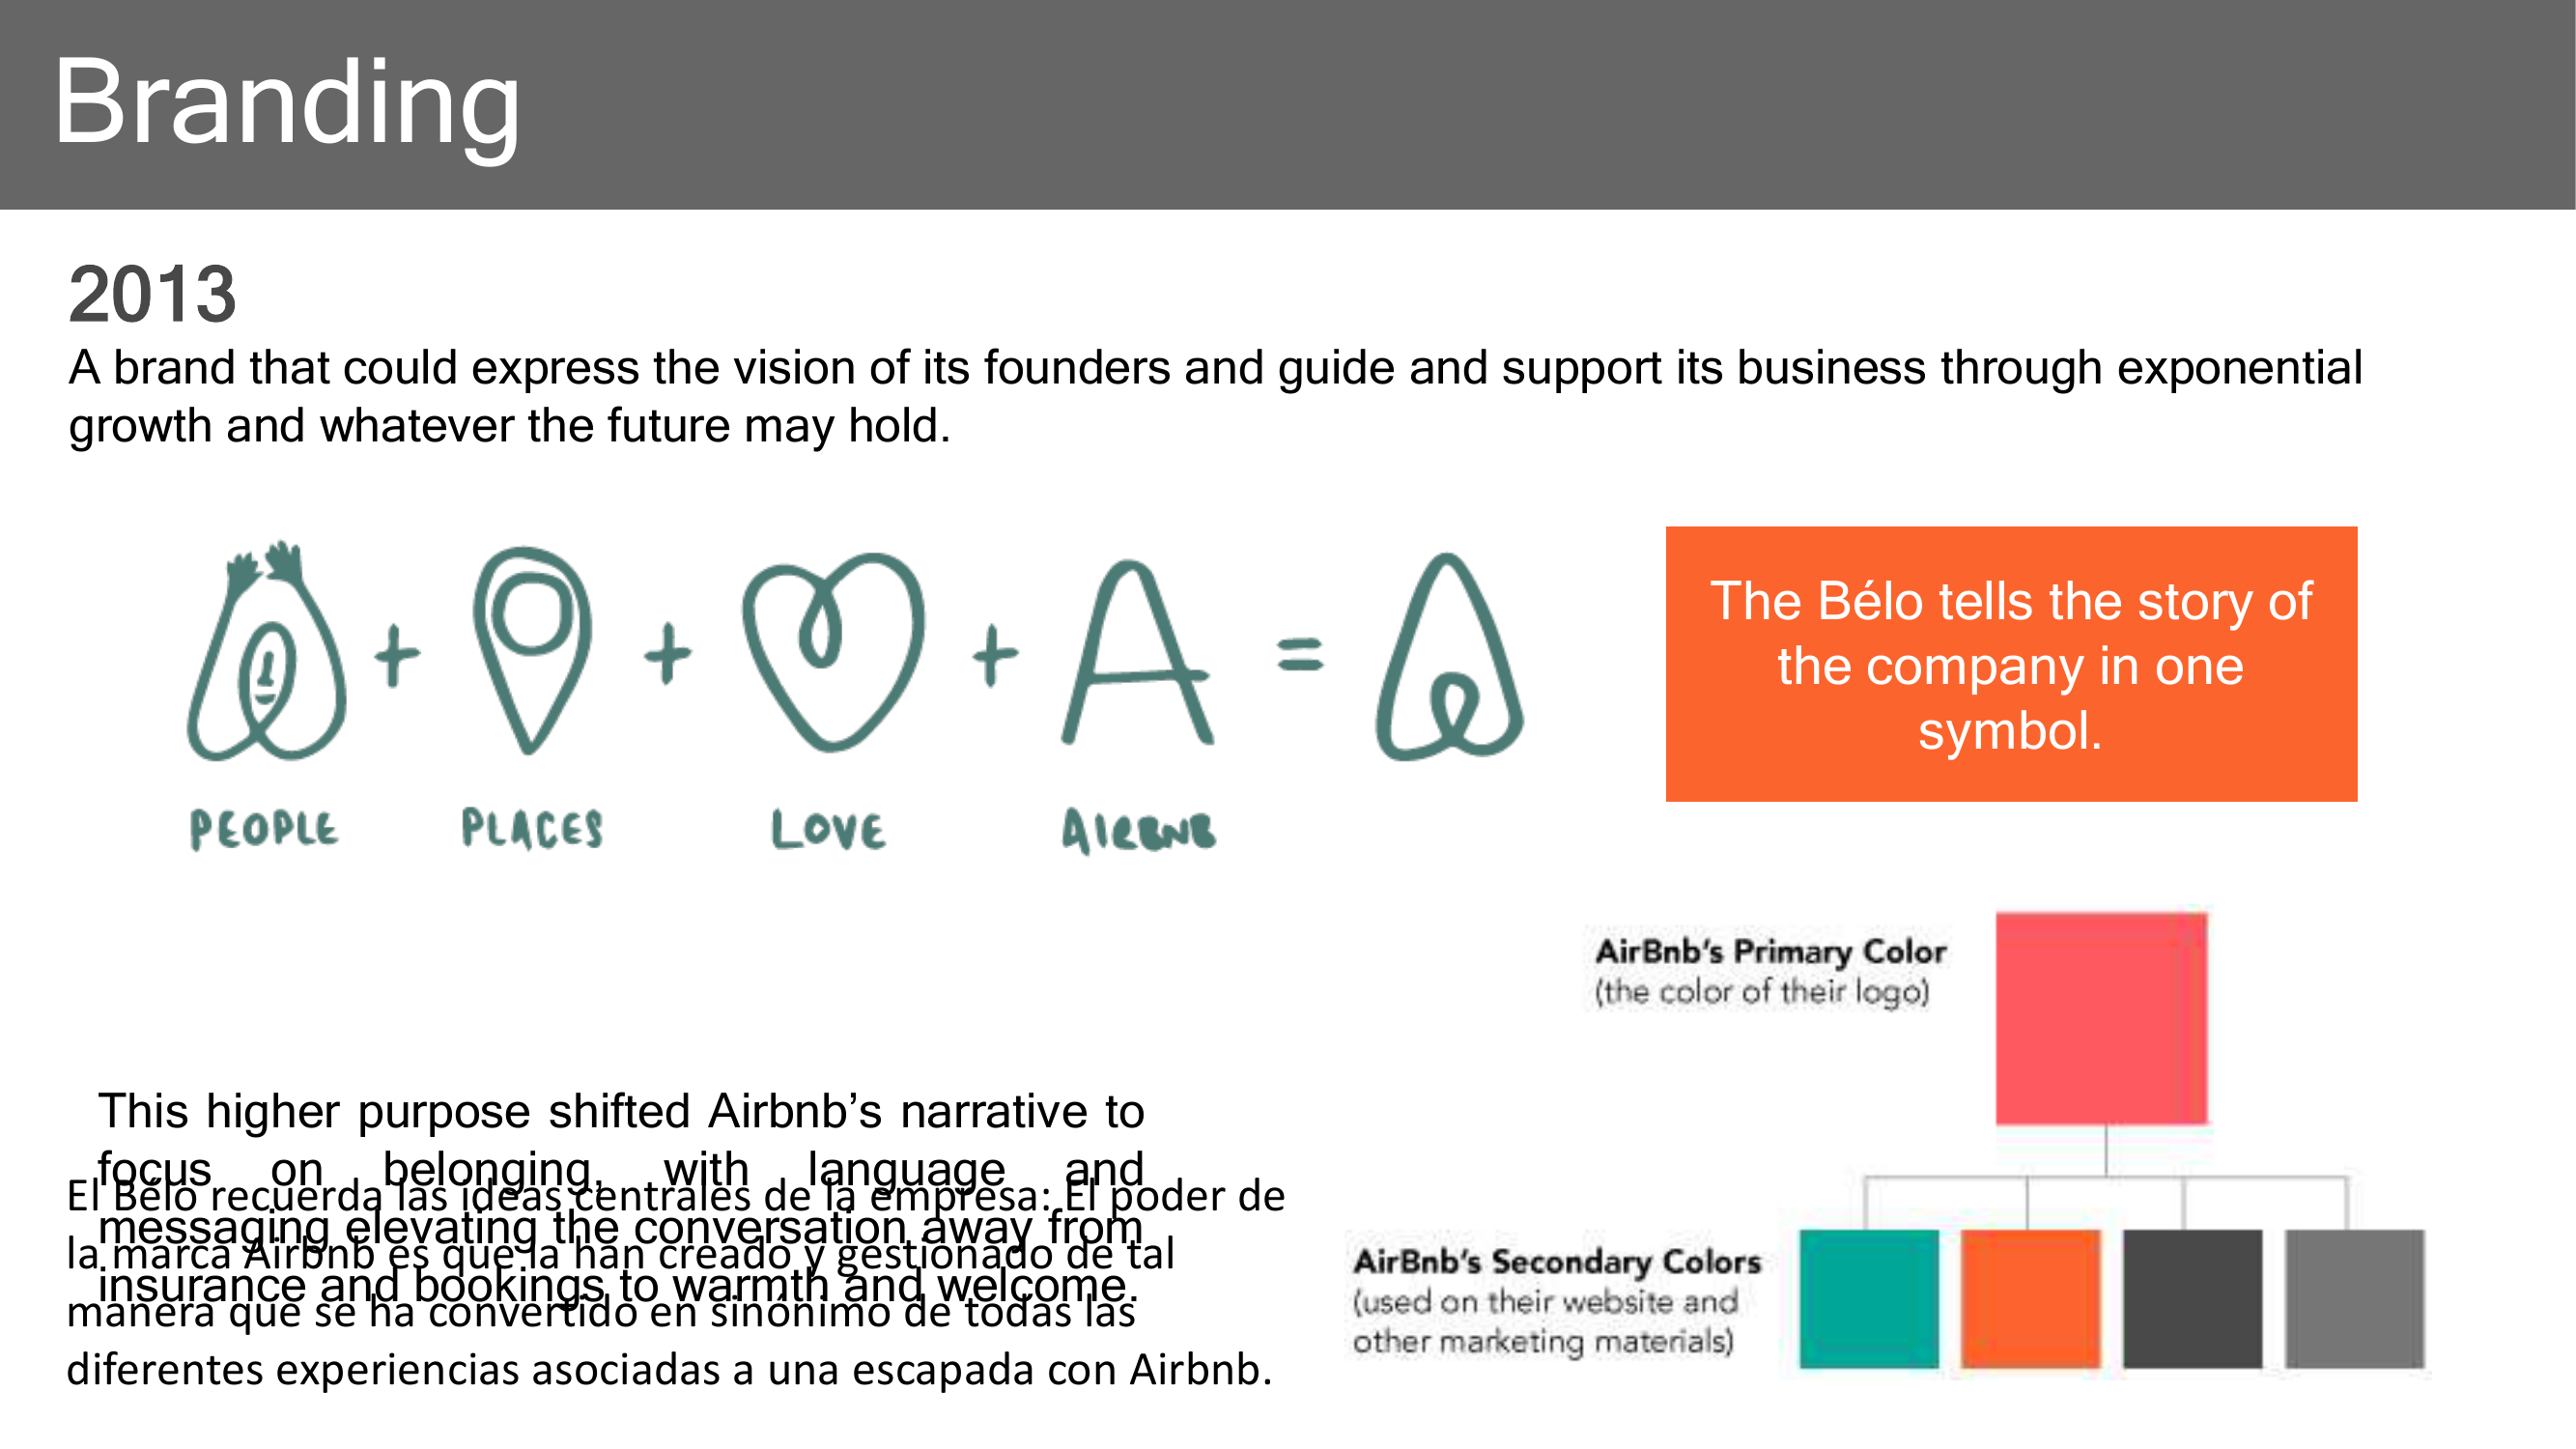 Branding
2013
A brand that could express the vision of its founders and guide and support its business through exponential
growth and whatever the future may hold.
PEOPLE + PLACES + LOVE + AIRBNB =
The Bélo tells the story of
the company in one
symbol.
AirBnb's Primary Color
(the color of their logo)
This higher purpose shifted Airbnb’s narrative to
focus on belonging, with language and
messaging elevating the conversation away from
insurance and bookings to warmth and welcome.
El Bélo recuerda las ideas centrales de la empresa: El poder de
la marca Airbnb es que la han creado y gestionado de tal
manera que se ha convertido en sinónimo de todas las
diferentes experiencias asociadas a una escapada con Airbnb.
AirBnb's Secondary Colors
(used on their website and
other marketing materials)